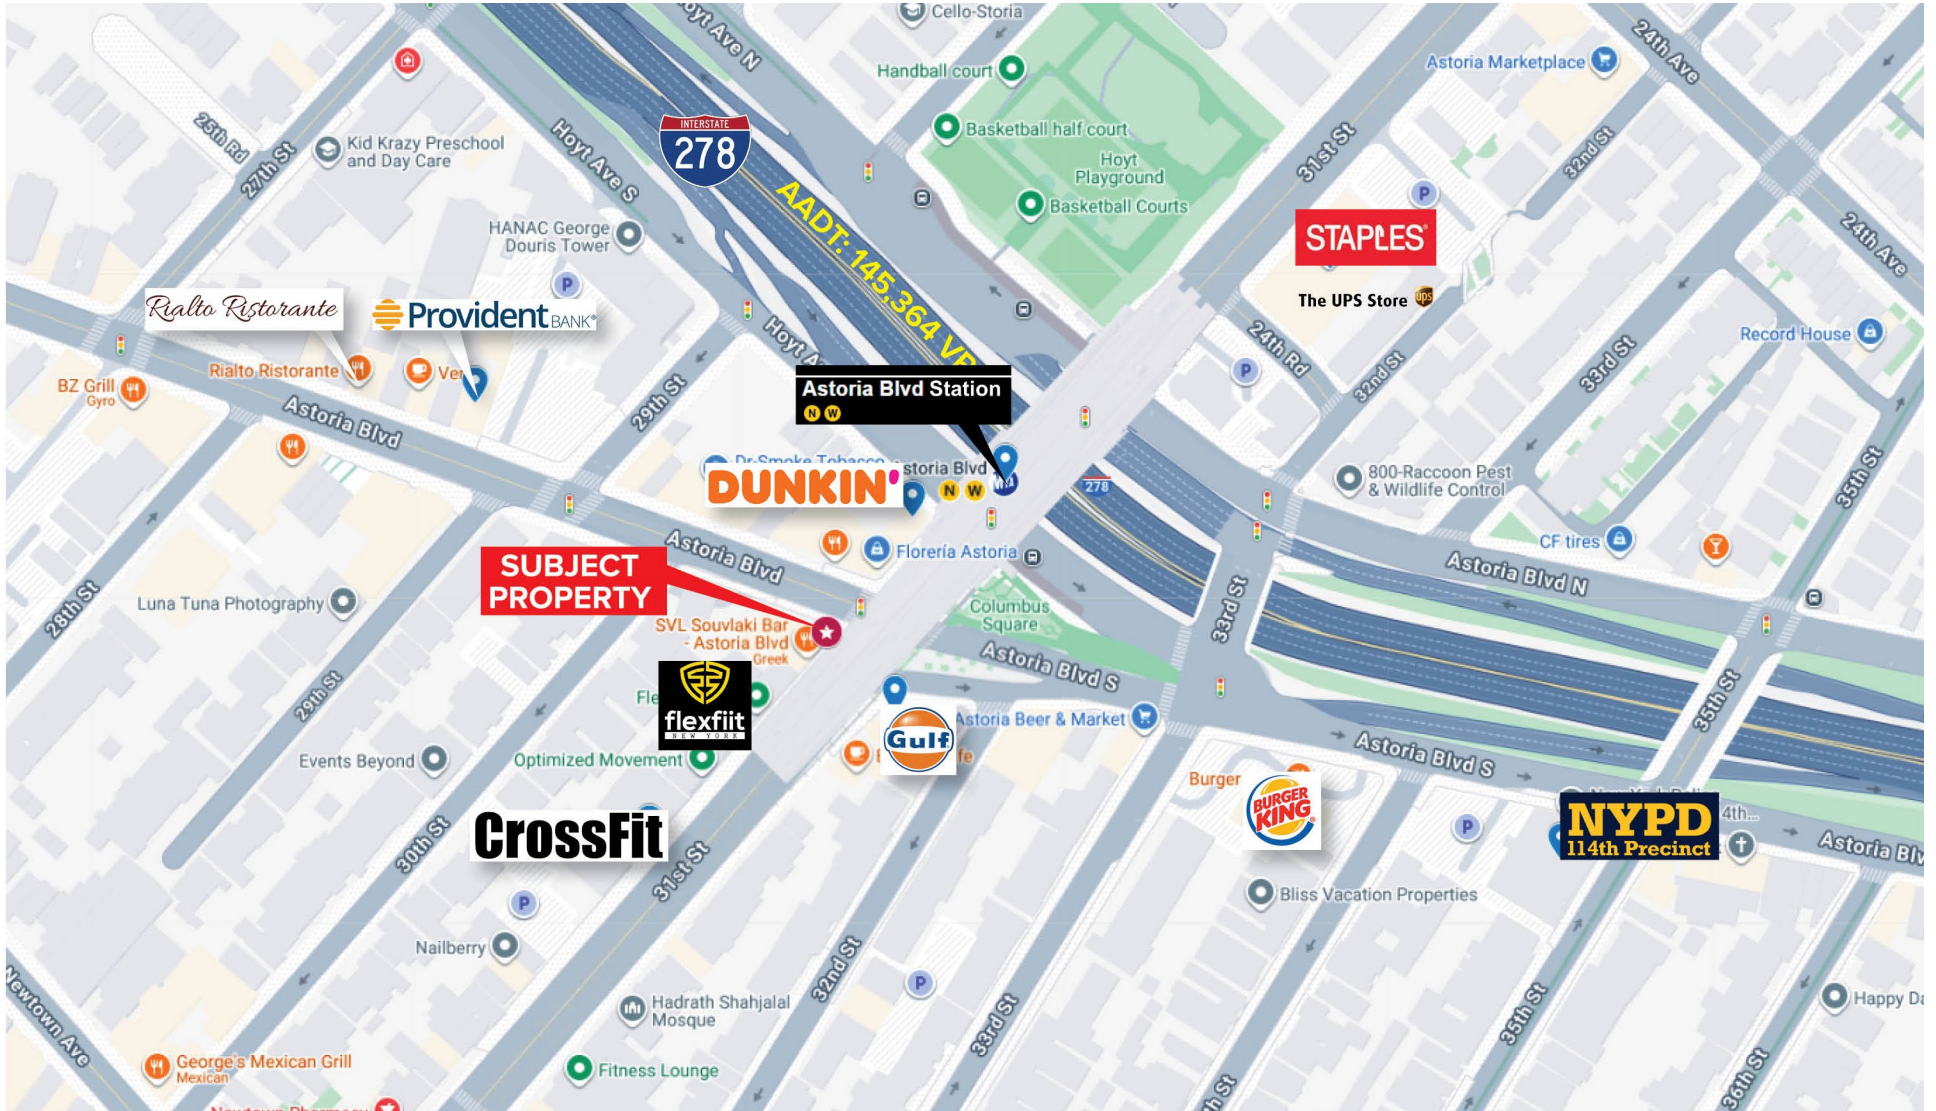 Hoyt Ave N
Cello-Storia
24th Ave
Handball court
Astoria Marketplace
INTERSTATE
278
25th Rd
27th St
Kid Krazy Preschool
and Day Care
Hoyt Ave S
Basketball half court
31st St
32nd St
Hoyt
Playground
P
AADT: 145,364
Basketball Courts
HANAC George
Douris Tower
STAPLES
24th Ave
P
The UPS Store ups
Rialto Ristorante
Provident BANK
Hoyt
24th Rd
Record House
33rd St
P
32nd St
Rialto Ristorante
BZ Grill
Gyro
29th St
Astoria Blvd Station
N W
Astoria Blvd
Dr-Smoke Tobacco
DUNKIN'
Astoria Blvd
N W
278
800-Raccoon Pest
& Wildlife Control
35th St
Astoria Blvd
Florería Astoria
CF tires
Astoria Blvd N
SUBJECT
PROPERTY
28th St
Luna Tuna Photography
Columbus
Square
33rd St
SVL Souvlaki Bar
- Astoria Blvd
Greek
Astoria Blvd S
29th St
flexfiit
NEW YORK
35th St
Gulf
Astoria Beer & Market
Events Beyond
Optimized Movement
Astoria Blvd S
Burger
BURGER
KING
NYPD
114th Precinct
4th...
P
CrossFit
30th St
31st St
Astoria Blv
Bliss Vacation Properties
P
Nailberry
32nd St
P
Newtown Ave
Hadrath Shahjalal
Mosque
33rd St
35th St
Happy Da
George's Mexican Grill
Mexican
Fitness Lounge
36th St
Newtown Pharmacy